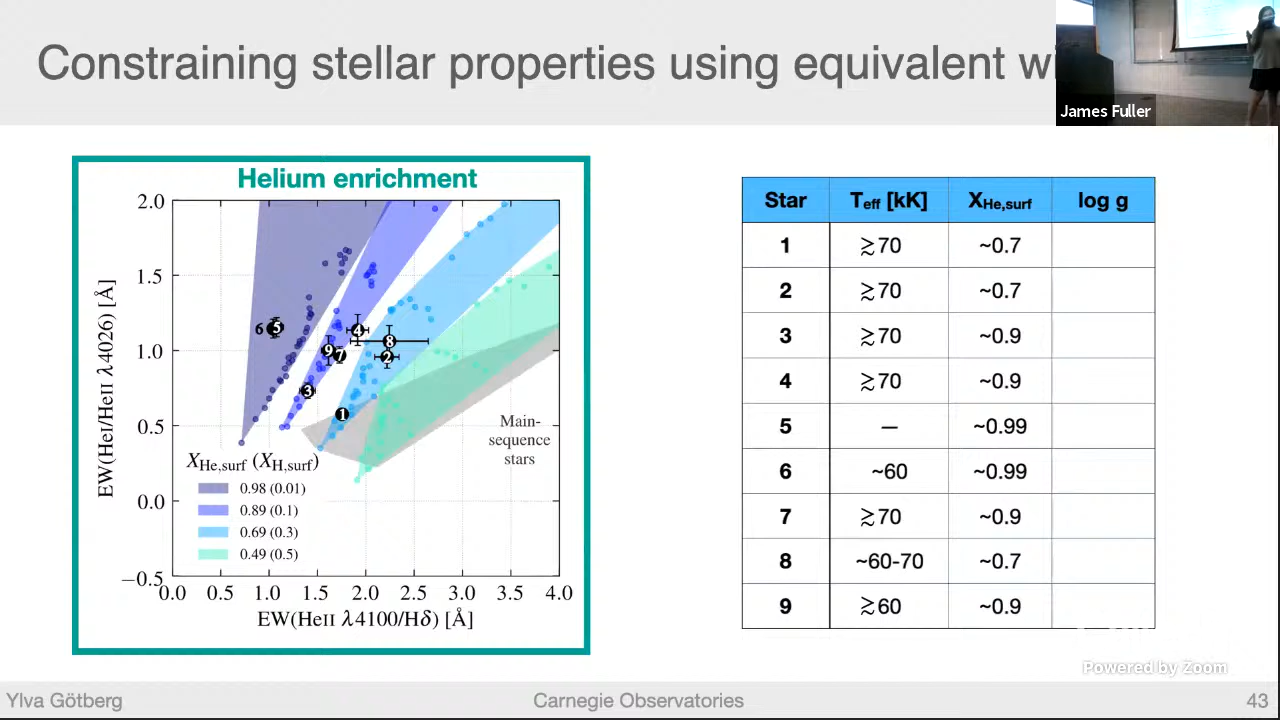 Constraining stellar properties using equivalent wi
James Fuller
Helium enrichment
2.0
1.5
1.0
0.5
0.0
−0.5
EW(HeI/HeII λ4026) [Å]
6 5
4
8
9
7
2
3
1
Main-
sequence
stars
X_He,surf (X_H,surf)
0.98 (0.01)
0.89 (0.1)
0.69 (0.3)
0.49 (0.5)
0.0 0.5 1.0 1.5 2.0 2.5 3.0 3.5 4.0
EW(HeII λ4100/Hδ) [Å]
Star Teff [kK] XHe,surf log g
1 ≳70 ~0.7
2 ≳70 ~0.7
3 ≳70 ~0.9
4 ≳70 ~0.9
5 — ~0.99
6 ~60 ~0.99
7 ≳70 ~0.9
8 ~60-70 ~0.7
9 ≳60 ~0.9
Powered by Zoom
Ylva Götberg Carnegie Observatories 43